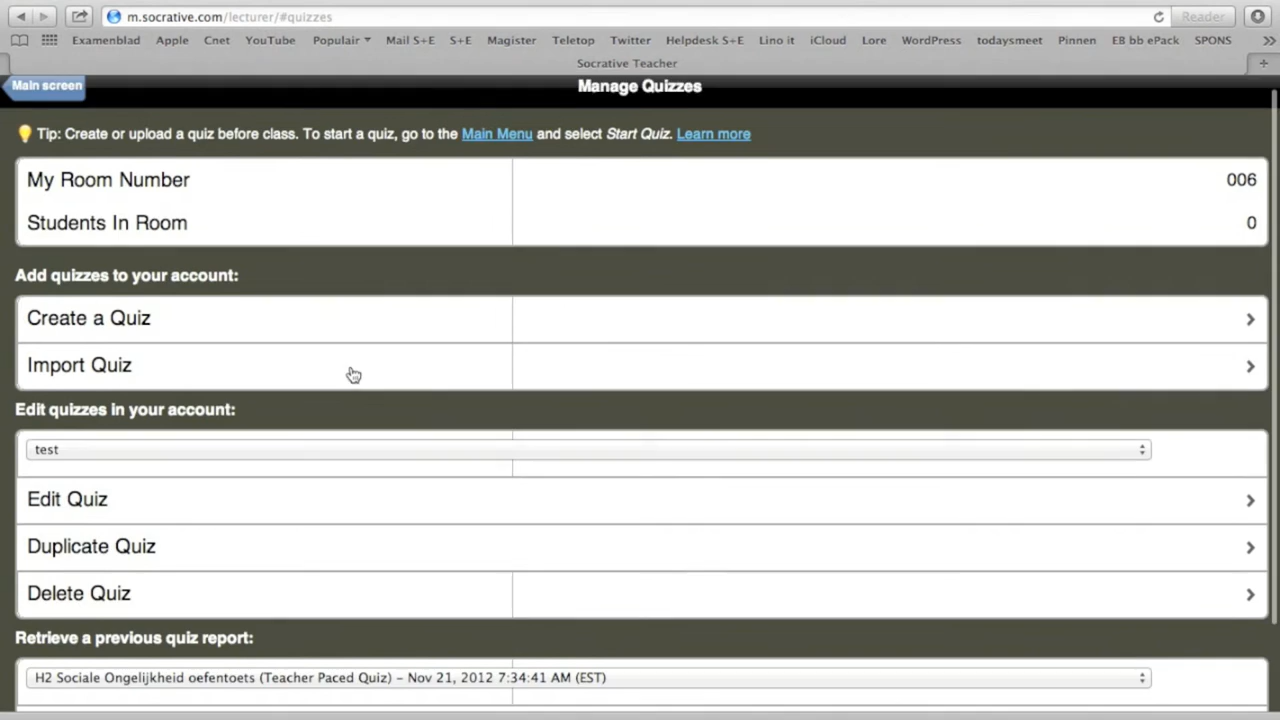 m.socrative.com/lecturer/#quizzes
Reader
Examenblad Apple Cnet YouTube Populair Mail S+E S+E Magister Teletop Twitter Helpdesk S+E Lino it iCloud Lore WordPress todaysmeet Pinnen EB bb ePack SPONS
Socrative Teacher
Main screen
Manage Quizzes
Tip: Create or upload a quiz before class. To start a quiz, go to the Main Menu and select Start Quiz. Learn more
My Room Number 006
Students In Room 0
Add quizzes to your account:
Create a Quiz
Import Quiz
Edit quizzes in your account:
test
Edit Quiz
Duplicate Quiz
Delete Quiz
Retrieve a previous quiz report:
H2 Sociale Ongelijkheid oefentoets (Teacher Paced Quiz) – Nov 21, 2012 7:34:41 AM (EST)